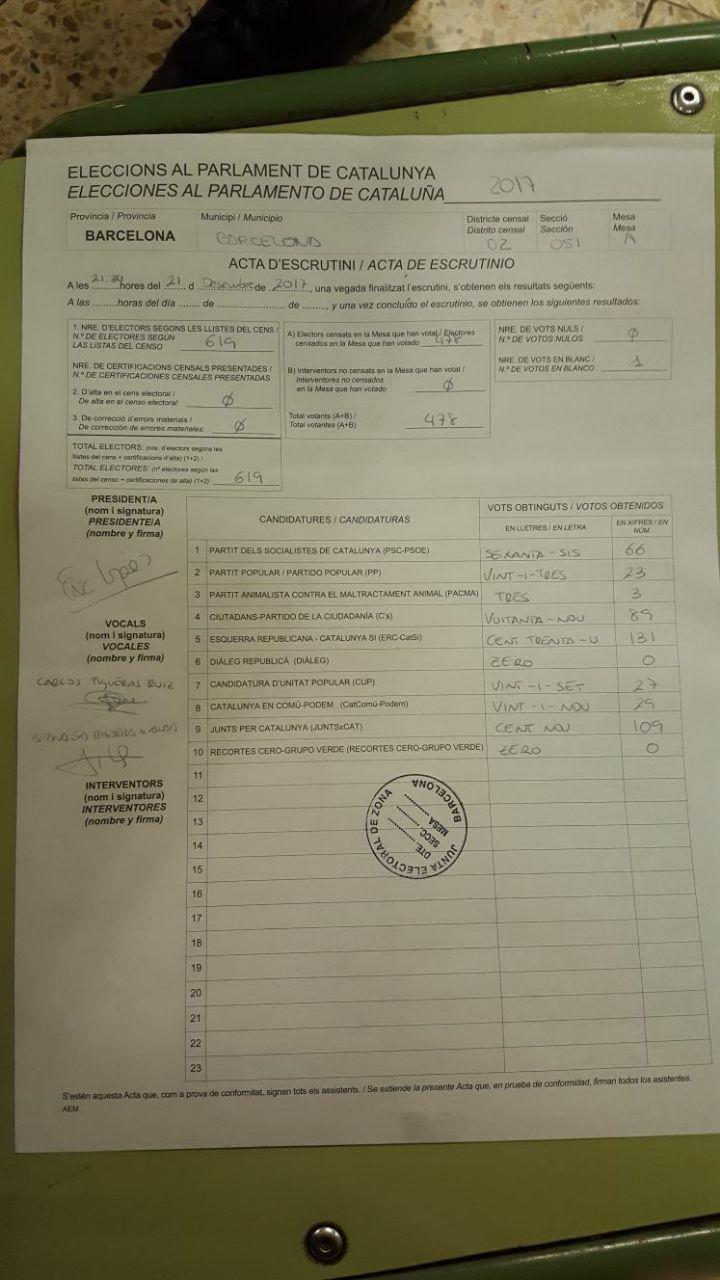 ELECCIONS AL PARLAMENT DE CATALUNYA
ELECCIONES AL PARLAMENTO DE CATALUÑA 2017
Provincia / Provincia Municipi / Municipio Districte censal Secció Mesa
Distrito censal Sección Mesa
BARCELONA BARCELONA 02 051 A
ACTA D'ESCRUTINI / ACTA DE ESCRUTINIO
A les 21:34 hores del 21 d Desembre de 2017, una vegada finalitzat l'escrutini, s'obtenen els resultats següents:
A las ......... horas del día ....... de ................. de ........., y una vez concluído el escrutinio, se obtienen los siguientes resultados:
1. NRE. D'ELECTORS SEGONS LES LLISTES DEL CENS /
N.º DE ELECTORES SEGÚN
LAS LISTAS DEL CENSO 619
NRE. DE CERTIFICACIONS CENSALS PRESENTADES /
N.º DE CERTIFICACIONES CENSALES PRESENTADAS
2. D'alta en el cens electoral /
De alta en el censo electoral: Ø
3. De correcció d'errors materials /
De corrección de errores materiales: Ø
TOTAL ELECTORS: (nre. d'electors segons les
llistes del cens + certificacions d'alta) (1+2) /
TOTAL ELECTORES: (nº electores según las
listas del censo + certificaciones de alta) (1+2) 619
A) Electors censats en la Mesa que han votat / Electores
censados en la Mesa que han votado 478
B) Interventors no censats en la Mesa que han votat /
Interventores no censados
en la Mesa que han votado Ø
Total votants (A+B) /
Total votantes (A+B) 478
NRE. DE VOTS NULS /
N.º DE VOTOS NULOS Ø
NRE. DE VOTS EN BLANC /
N.º DE VOTOS EN BLANCO 1
PRESIDENT/A
(nom i signatura)
PRESIDENTE/A
(nombre y firma)
VOCALS
(nom i signatura)
VOCALES
(nombre y firma)
CARLOS
INTERVENTORS
(nom i signatura)
INTERVENTORES
(nombre y firma)
CANDIDATURES / CANDIDATURAS VOTS OBTINGUTS / VOTOS OBTENIDOS
EN LLETRES / EN LETRA EN XIFRES / EN NÚM.
1 PARTIT DELS SOCIALISTES DE CATALUNYA (PSC-PSOE) SEIXANTA-SIS 66
2 PARTIT POPULAR / PARTIDO POPULAR (PP) VINT-I-TRES 23
3 PARTIT ANIMALISTA CONTRA EL MALTRACTAMENT ANIMAL (PACMA) TRES 3
4 CIUTADANS-PARTIDO DE LA CIUDADANÍA (C's) VUITANTA-NOU 89
5 ESQUERRA REPUBLICANA - CATALUNYA SI (ERC-CatSí) CENT TRENTA-U 131
6 DIÀLEG REPUBLICÀ (DIÀLEG) ZERO 0
7 CANDIDATURA D'UNITAT POPULAR (CUP) VINT-I-SET 27
8 CATALUNYA EN COMÚ-PODEM (CatComú-Podem) VINT-I-NOU 29
9 JUNTS PER CATALUNYA (JUNTSxCAT) CENT NOU 109
10 RECORTES CERO-GRUPO VERDE (RECORTES CERO-GRUPO VERDE) ZERO 0
11
12
13
14
15
16
17
18
19
20
21
22
23
JUNTA ELECTORAL DE ZONA
BARCELONA
DTE. ............
SECC. ............
MESA ............
S'estén aquesta Acta que, com a prova de conformitat, signen tots els assistents. / Se extiende la presente Acta que, en prueba de conformidad, firman todos los asistentes.
AEM